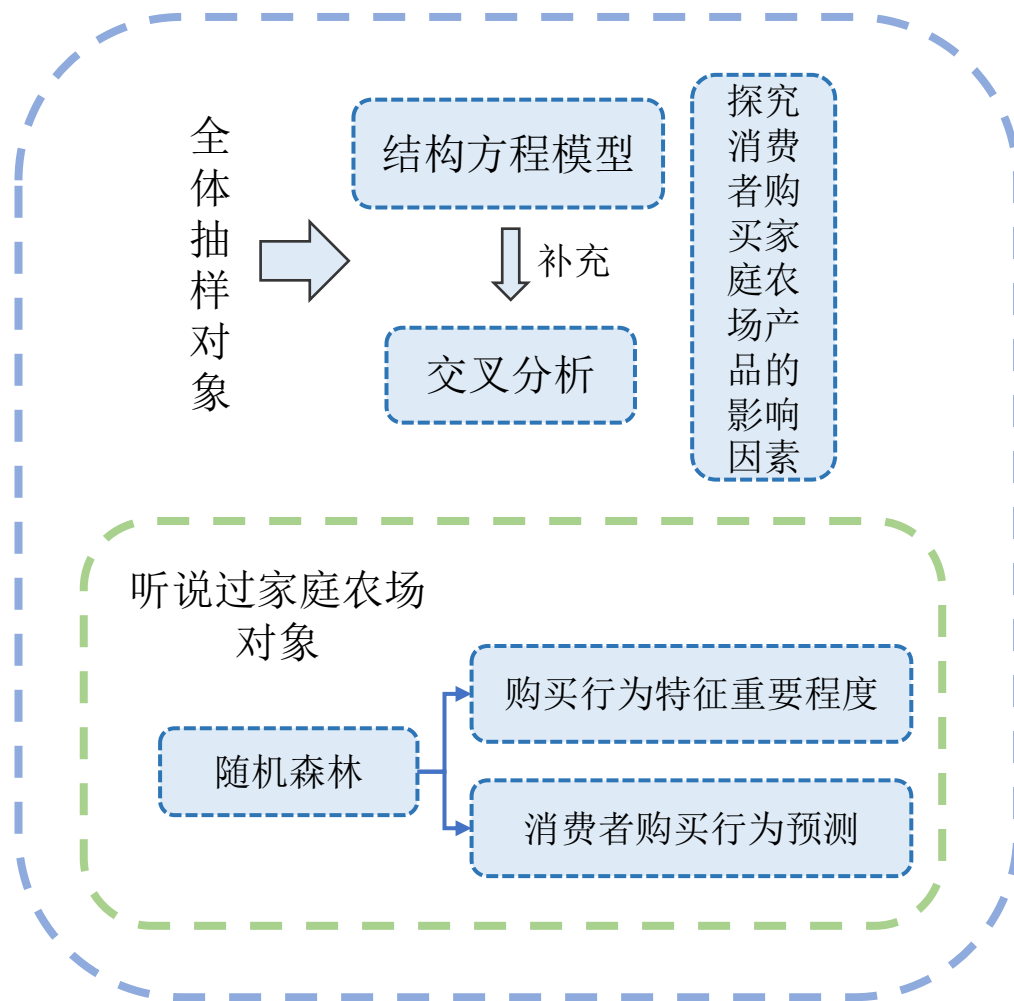 全体抽样对象
结构方程模型
补充
交叉分析
探究
消费
者购
买家
庭农
场产
品的
影响
因素
听说过家庭农场
对象
随机森林
购买行为特征重要程度
消费者购买行为预测